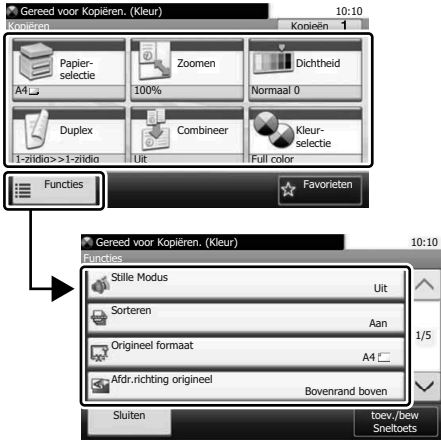 Gereed voor Kopiëren. (Kleur) 10:10
Kopiëren Kopieën 1
Papier-
selectie
A4
Zoomen
100%
Dichtheid
Normaal 0
Duplex
1-zijdig>>1-zijdig
Combineer
Uit
Kleur-
selectie
Full color
Functies
Favorieten
Gereed voor Kopiëren. (Kleur) 10:10
Functies
Stille Modus
Uit
Sorteren
Aan
Origineel formaat
A4
Afdr.richting origineel
Bovenrand boven
1/5
Sluiten
toev./bew
Sneltoets